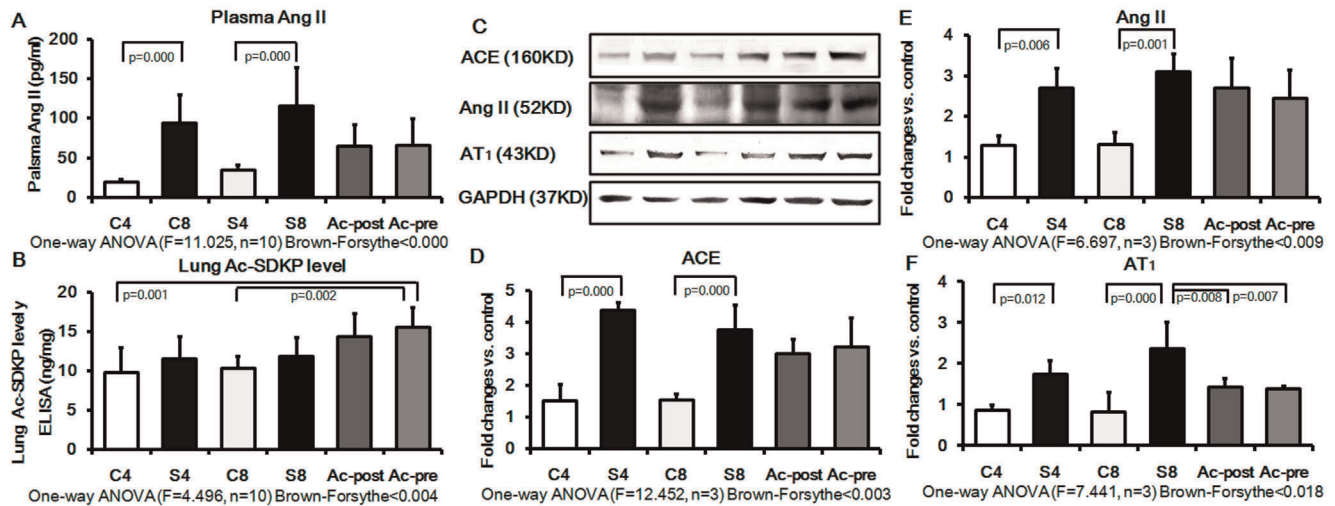 A
Plasma Ang II
Palasma Ang II (pg/ml)
200
150
100
50
0
p=0.000
p=0.000
C4 C8 S4 S8 Ac-post Ac-pre
One-way ANOVA (F=11.025, n=10) Brown-Forsythe<0.000
B
Lung Ac-SDKP level
Lung Ac-SDKP level y
ELISA (ng/mg)
20
15
10
5
0
p=0.001
p=0.002
C4 S4 C8 S8 Ac-post Ac-pre
One-way ANOVA (F=4.496, n=10) Brown-Forsythe<0.004
C
ACE (160KD)
Ang II (52KD)
AT1 (43KD)
GAPDH (37KD)
D
ACE
Fold changes vs. control
5
4
3
2
1
0
p=0.000
p=0.000
C4 S4 C8 S8 Ac-post Ac-pre
One-way ANOVA (F=12.452, n=3) Brown-Forsythe<0.003
E
Ang II
Fold changes vs. control
4
3
2
1
0
p=0.006
p=0.001
C4 S4 C8 S8 Ac-post Ac-pre
One-way ANOVA (F=6.697, n=3) Brown-Forsythe<0.009
F
AT1
Fold changes vs. control
4
3
2
1
0
p=0.012
p=0.000
p=0.008
p=0.007
C4 S4 C8 S8 Ac-post Ac-pre
One-way ANOVA (F=7.441, n=3) Brown-Forsythe<0.018